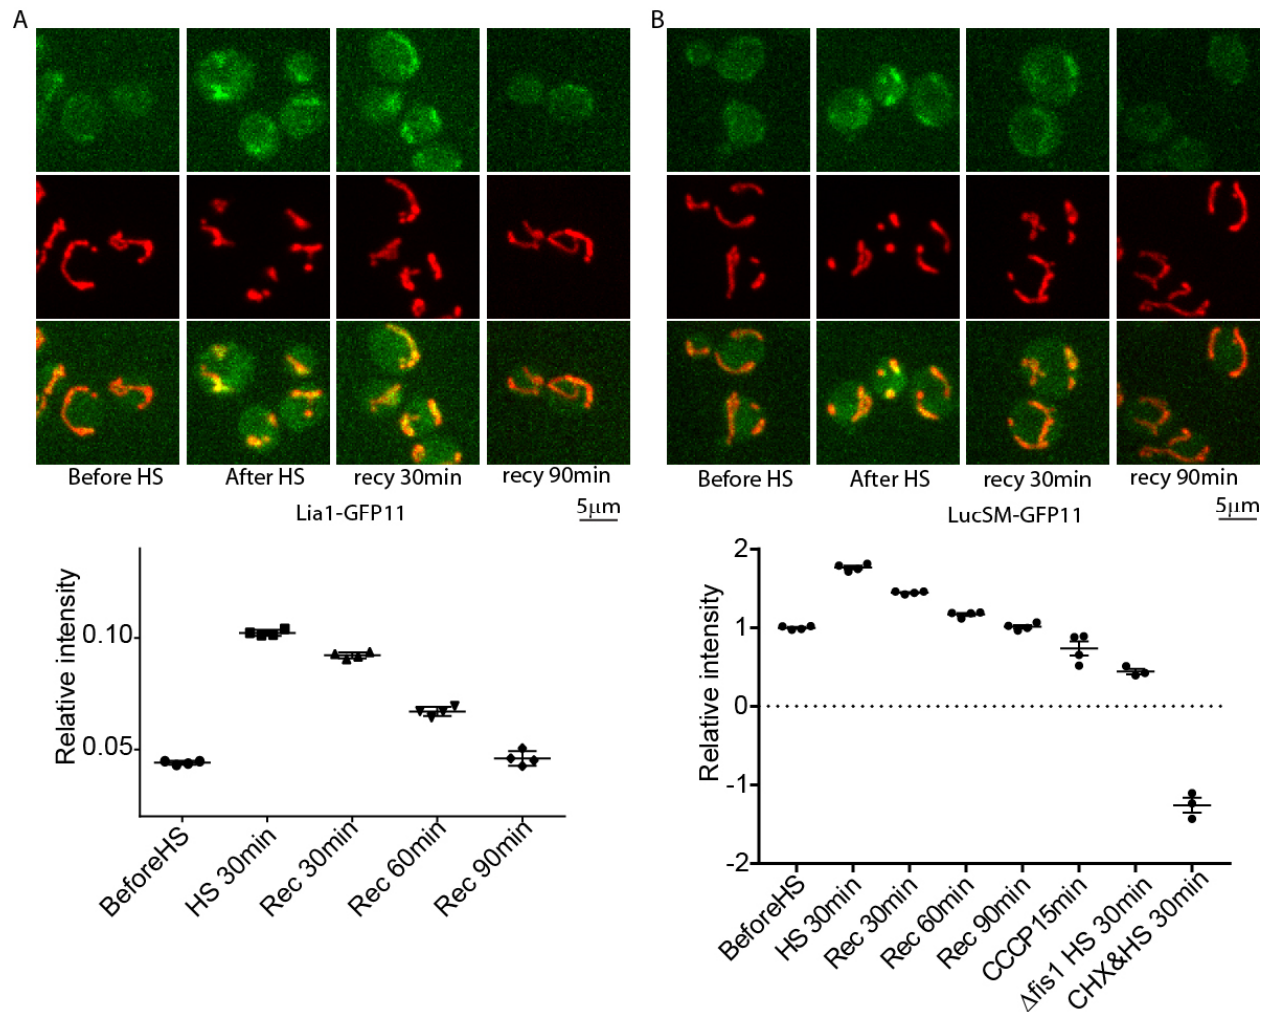 A
Before HS
After HS
recy 30min
recy 90min
Lia1-GFP11
5μm
Relative intensity
0.10
0.05
BeforeHS
HS 30min
Rec 30min
Rec 60min
Rec 90min
B
Before HS
After HS
recy 30min
recy 90min
LucSM-GFP11
5μm
Relative intensity
2
1
0
-1
-2
BeforeHS
HS 30min
Rec 30min
Rec 60min
Rec 90min
CCCP15min
Δfis1 HS 30min
CHX&HS 30min